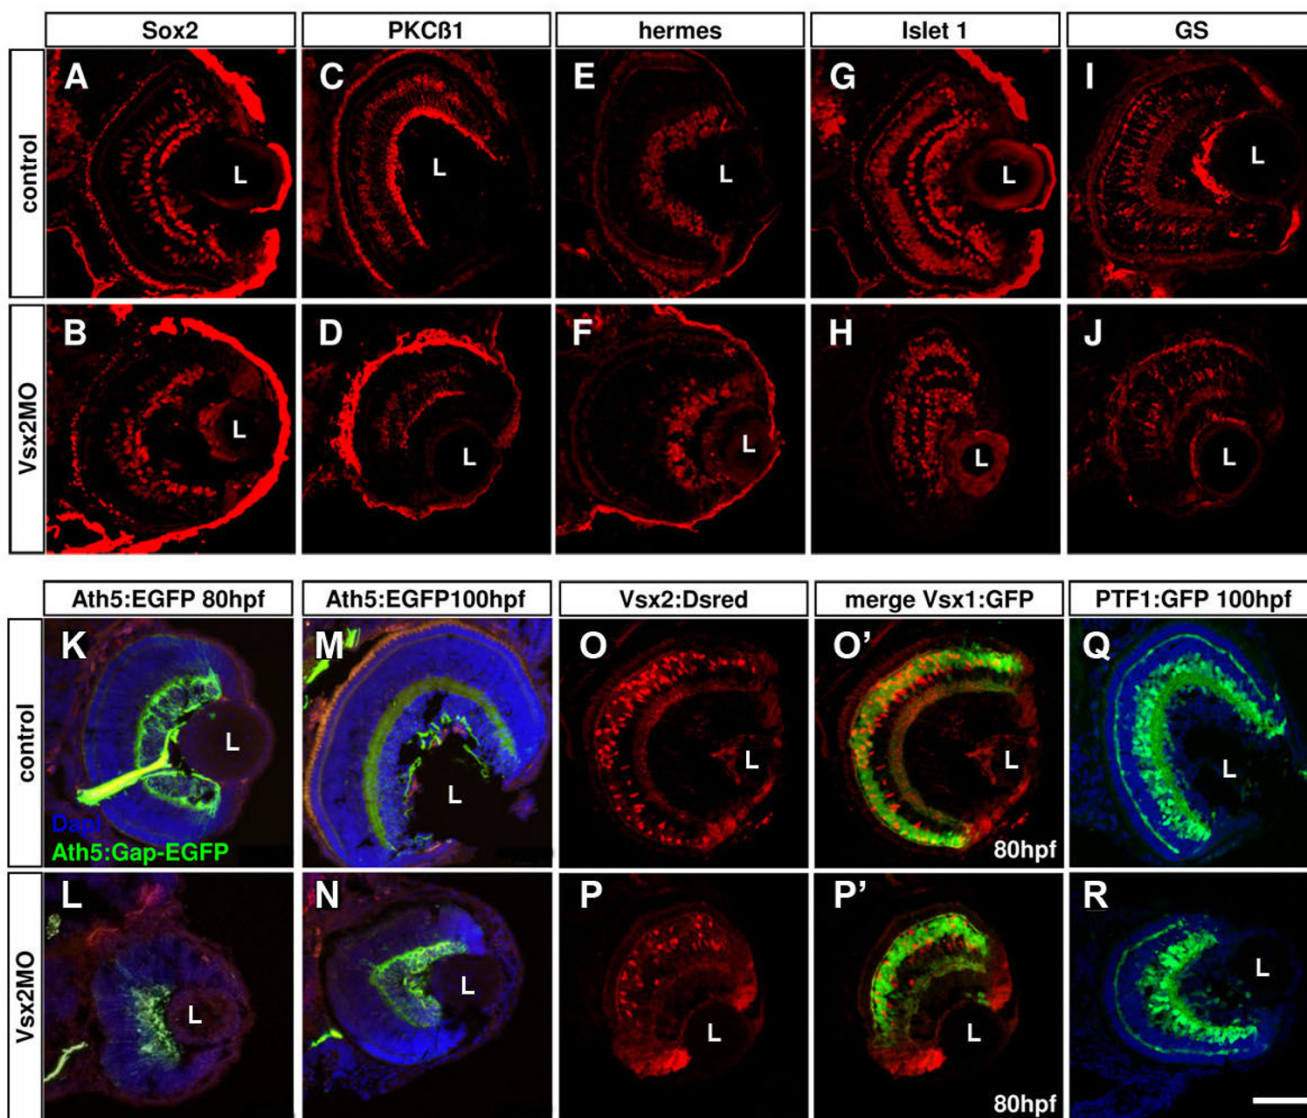 Sox2 PKCß1 hermes Islet 1 GS
control
A C E G I
L L L L L
Vsx2MO
B D F H J
L L L L L
Ath5:EGFP 80hpf Ath5:EGFP100hpf Vsx2:Dsred merge Vsx1:GFP PTF1:GFP 100hpf
control
K M O O’ Q
L L L L L
Dapi
Ath5:Gap-EGFP 80hpf
Vsx2MO
L N P P’ R
L L L L L
80hpf